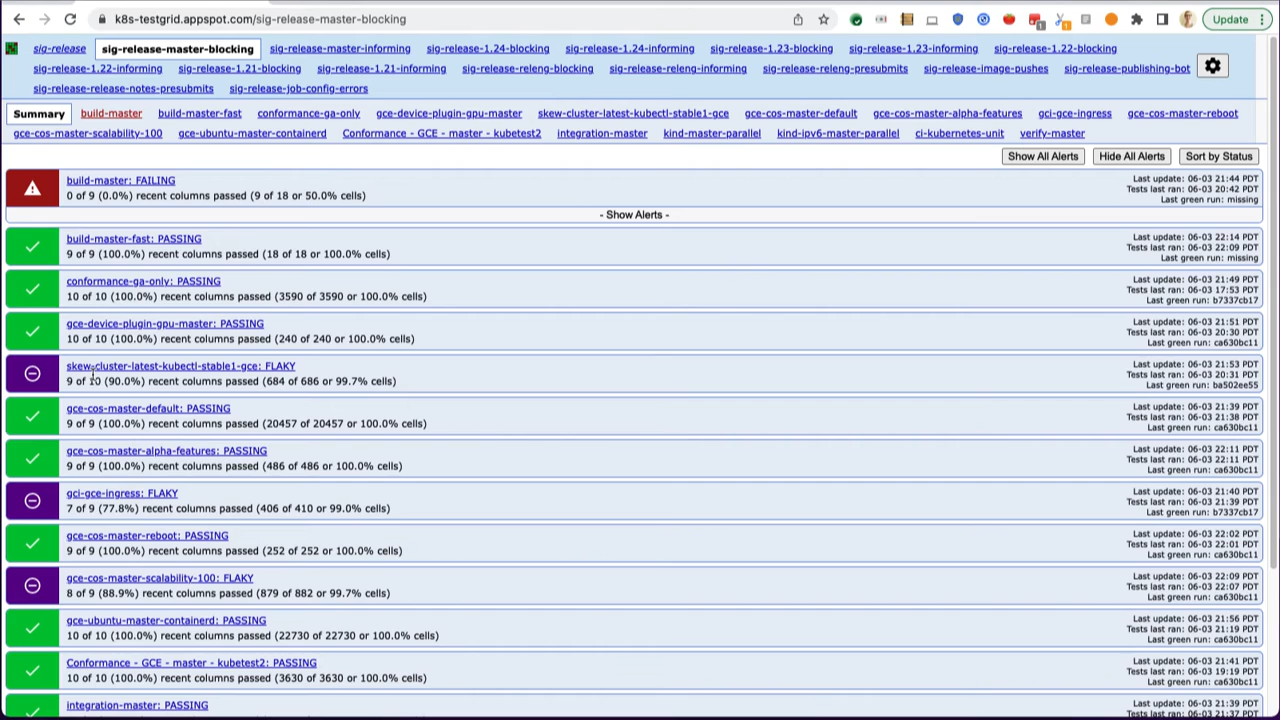 k8s-testgrid.appspot.com/sig-release-master-blocking
Update
1
1
sig-release sig-release-master-blocking sig-release-master-informing sig-release-1.24-blocking sig-release-1.24-informing sig-release-1.23-blocking sig-release-1.23-informing sig-release-1.22-blocking
sig-release-1.22-informing sig-release-1.21-blocking sig-release-1.21-informing sig-release-releng-blocking sig-release-releng-informing sig-release-releng-presubmits sig-release-image-pushes sig-release-publishing-bot
sig-release-release-notes-presubmits sig-release-job-config-errors
Summary build-master build-master-fast conformance-ga-only gce-device-plugin-gpu-master skew-cluster-latest-kubectl-stable1-gce gce-cos-master-default gce-cos-master-alpha-features gci-gce-ingress gce-cos-master-reboot
gce-cos-master-scalability-100 gce-ubuntu-master-containerd Conformance - GCE - master - kubetest2 integration-master kind-master-parallel kind-ipv6-master-parallel ci-kubernetes-unit verify-master
Show All Alerts Hide All Alerts Sort by Status
build-master: FAILING
0 of 9 (0.0%) recent columns passed (9 of 18 or 50.0% cells)
Last update: 06-03 21:44 PDT
Tests last ran: 06-03 20:42 PDT
Last green run: missing
- Show Alerts -
build-master-fast: PASSING
9 of 9 (100.0%) recent columns passed (18 of 18 or 100.0% cells)
Last update: 06-03 22:14 PDT
Tests last ran: 06-03 22:09 PDT
Last green run: missing
conformance-ga-only: PASSING
10 of 10 (100.0%) recent columns passed (3590 of 3590 or 100.0% cells)
Last update: 06-03 21:49 PDT
Tests last ran: 06-03 17:53 PDT
Last green run: b7337cb17
gce-device-plugin-gpu-master: PASSING
10 of 10 (100.0%) recent columns passed (240 of 240 or 100.0% cells)
Last update: 06-03 21:51 PDT
Tests last ran: 06-03 20:30 PDT
Last green run: ca630bc11
skew-cluster-latest-kubectl-stable1-gce: FLAKY
9 of 10 (90.0%) recent columns passed (684 of 686 or 99.7% cells)
Last update: 06-03 21:53 PDT
Tests last ran: 06-03 20:31 PDT
Last green run: ba502ee55
gce-cos-master-default: PASSING
9 of 9 (100.0%) recent columns passed (20457 of 20457 or 100.0% cells)
Last update: 06-03 21:39 PDT
Tests last ran: 06-03 21:38 PDT
Last green run: ca630bc11
gce-cos-master-alpha-features: PASSING
9 of 9 (100.0%) recent columns passed (486 of 486 or 100.0% cells)
Last update: 06-03 22:11 PDT
Tests last ran: 06-03 22:11 PDT
Last green run: ca630bc11
gci-gce-ingress: FLAKY
7 of 9 (77.8%) recent columns passed (406 of 410 or 99.0% cells)
Last update: 06-03 21:40 PDT
Tests last ran: 06-03 21:39 PDT
Last green run: b7337cb17
gce-cos-master-reboot: PASSING
9 of 9 (100.0%) recent columns passed (252 of 252 or 100.0% cells)
Last update: 06-03 22:02 PDT
Tests last ran: 06-03 22:01 PDT
Last green run: ca630bc11
gce-cos-master-scalability-100: FLAKY
8 of 9 (88.9%) recent columns passed (879 of 882 or 99.7% cells)
Last update: 06-03 22:09 PDT
Tests last ran: 06-03 22:07 PDT
Last green run: ca630bc11
gce-ubuntu-master-containerd: PASSING
10 of 10 (100.0%) recent columns passed (22730 of 22730 or 100.0% cells)
Last update: 06-03 21:56 PDT
Tests last ran: 06-03 21:19 PDT
Last green run: ca630bc11
Conformance - GCE - master - kubetest2: PASSING
10 of 10 (100.0%) recent columns passed (3630 of 3630 or 100.0% cells)
Last update: 06-03 21:41 PDT
Tests last ran: 06-03 19:19 PDT
Last green run: ca630bc11
integration-master: PASSING
Last update: 06-03 21:39 PDT
Tests last ran: 06-03 21:37 PDT